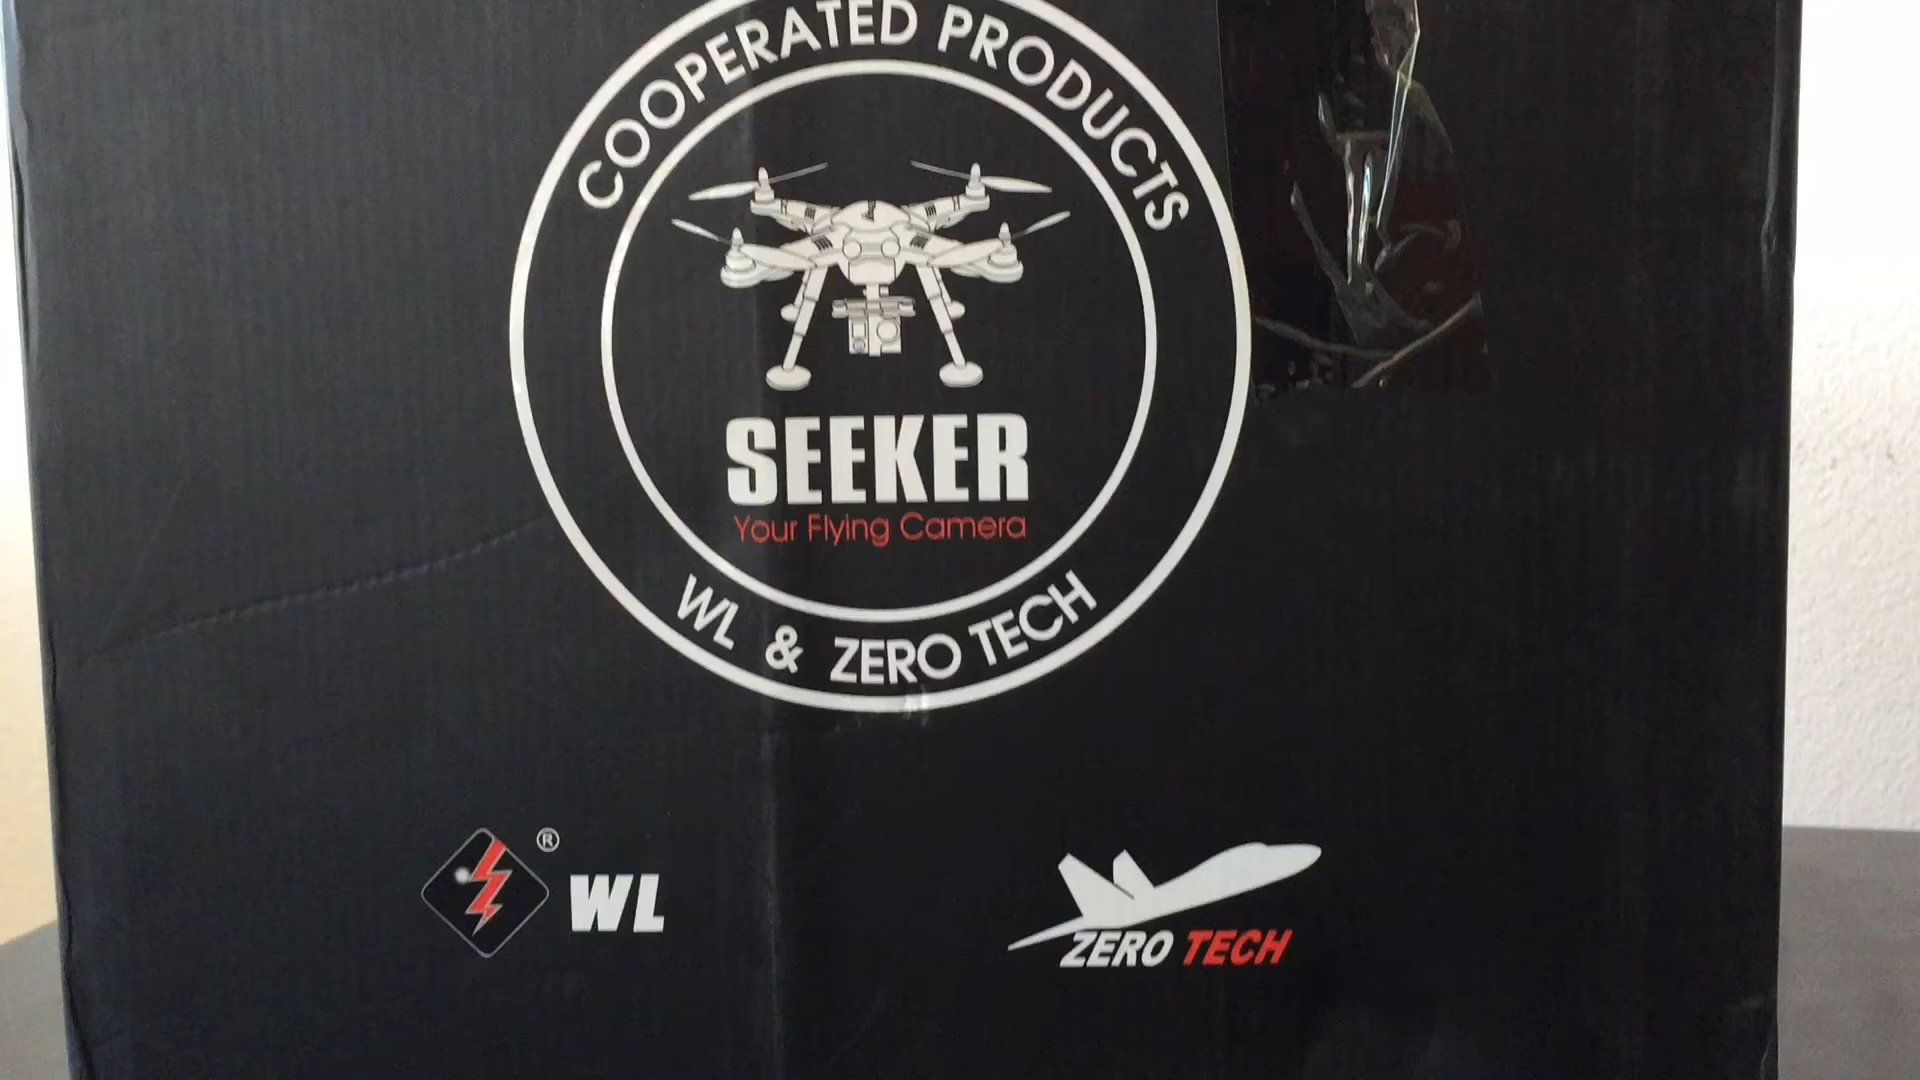 COOPERATED PRODUCTS
SEEKER
Your Flying Camera
WL & ZERO TECH
® WL
ZERO TECH